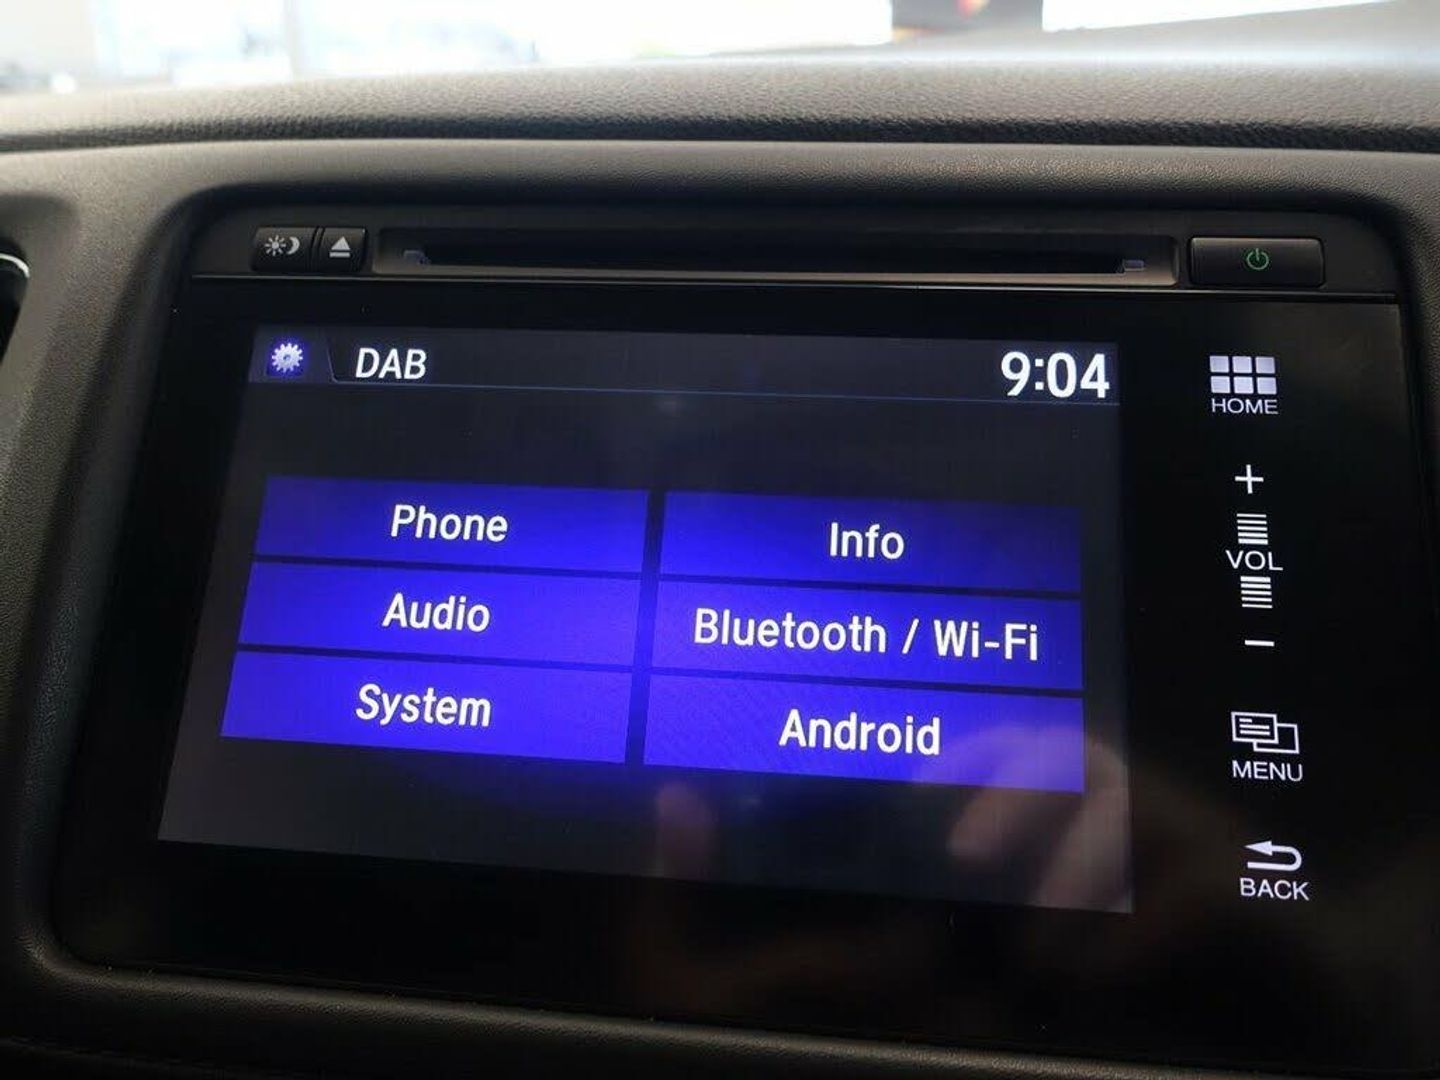 DAB
9:04
HOME
Phone
Info
+
VOL
Audio
Bluetooth / Wi-Fi
−
System
Android
MENU
BACK